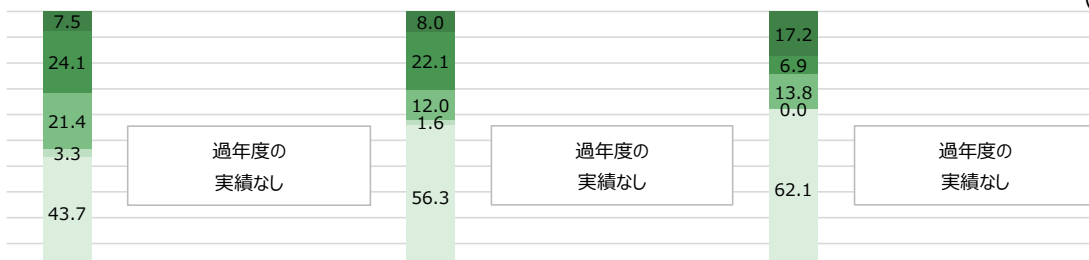 7.5
24.1
21.4
3.3
43.7
過年度の
実績なし
8.0
22.1
12.0
1.6
56.3
過年度の
実績なし
17.2
6.9
13.8
0.0
62.1
過年度の
実績なし